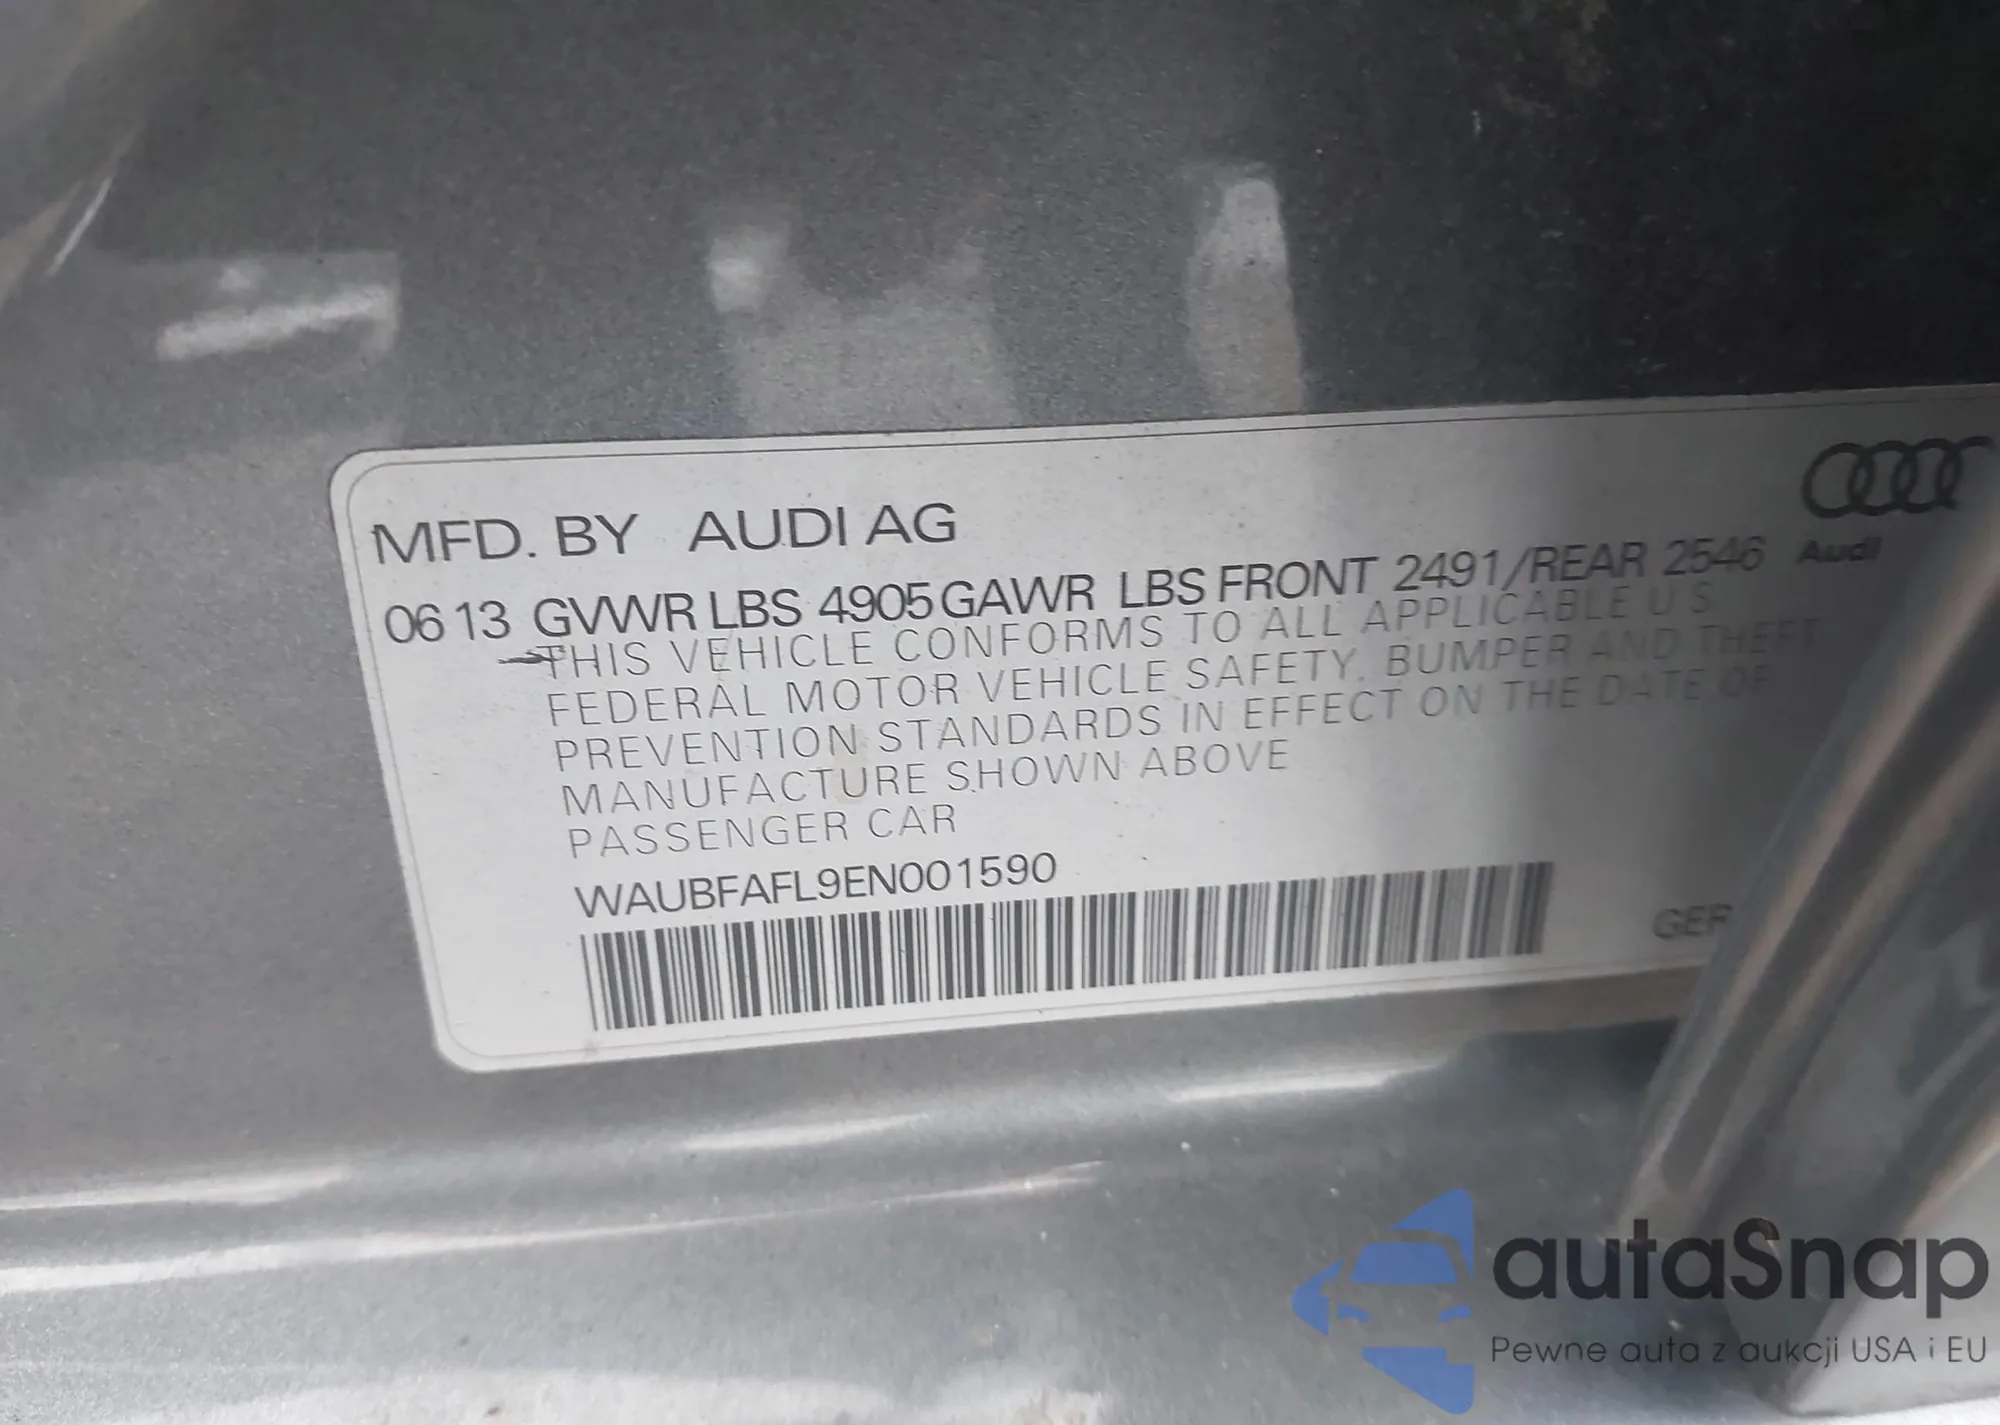 MFD. BY AUDI AG
Audi
06 13 GVWR LBS 4905 GAWR LBS FRONT 2491/REAR 2546
THIS VEHICLE CONFORMS TO ALL APPLICABLE U S
FEDERAL MOTOR VEHICLE SAFETY, BUMPER AND THEFT
PREVENTION STANDARDS IN EFFECT ON THE DATE OF
MANUFACTURE SHOWN ABOVE
PASSENGER CAR
WAUBFAFL9EN001590
GER
autaSnap
Pewne auta z aukcji USA i EU